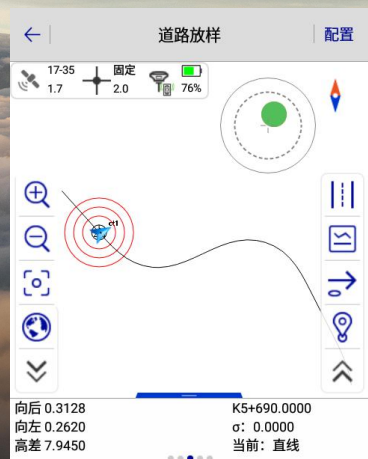 道路放样
配置
17-35 固定
1.7 2.0 76%
ct1
向后 0.3128 K5+690.0000
向左 0.2620 σ: 0.0000
高差 7.9450 当前: 直线